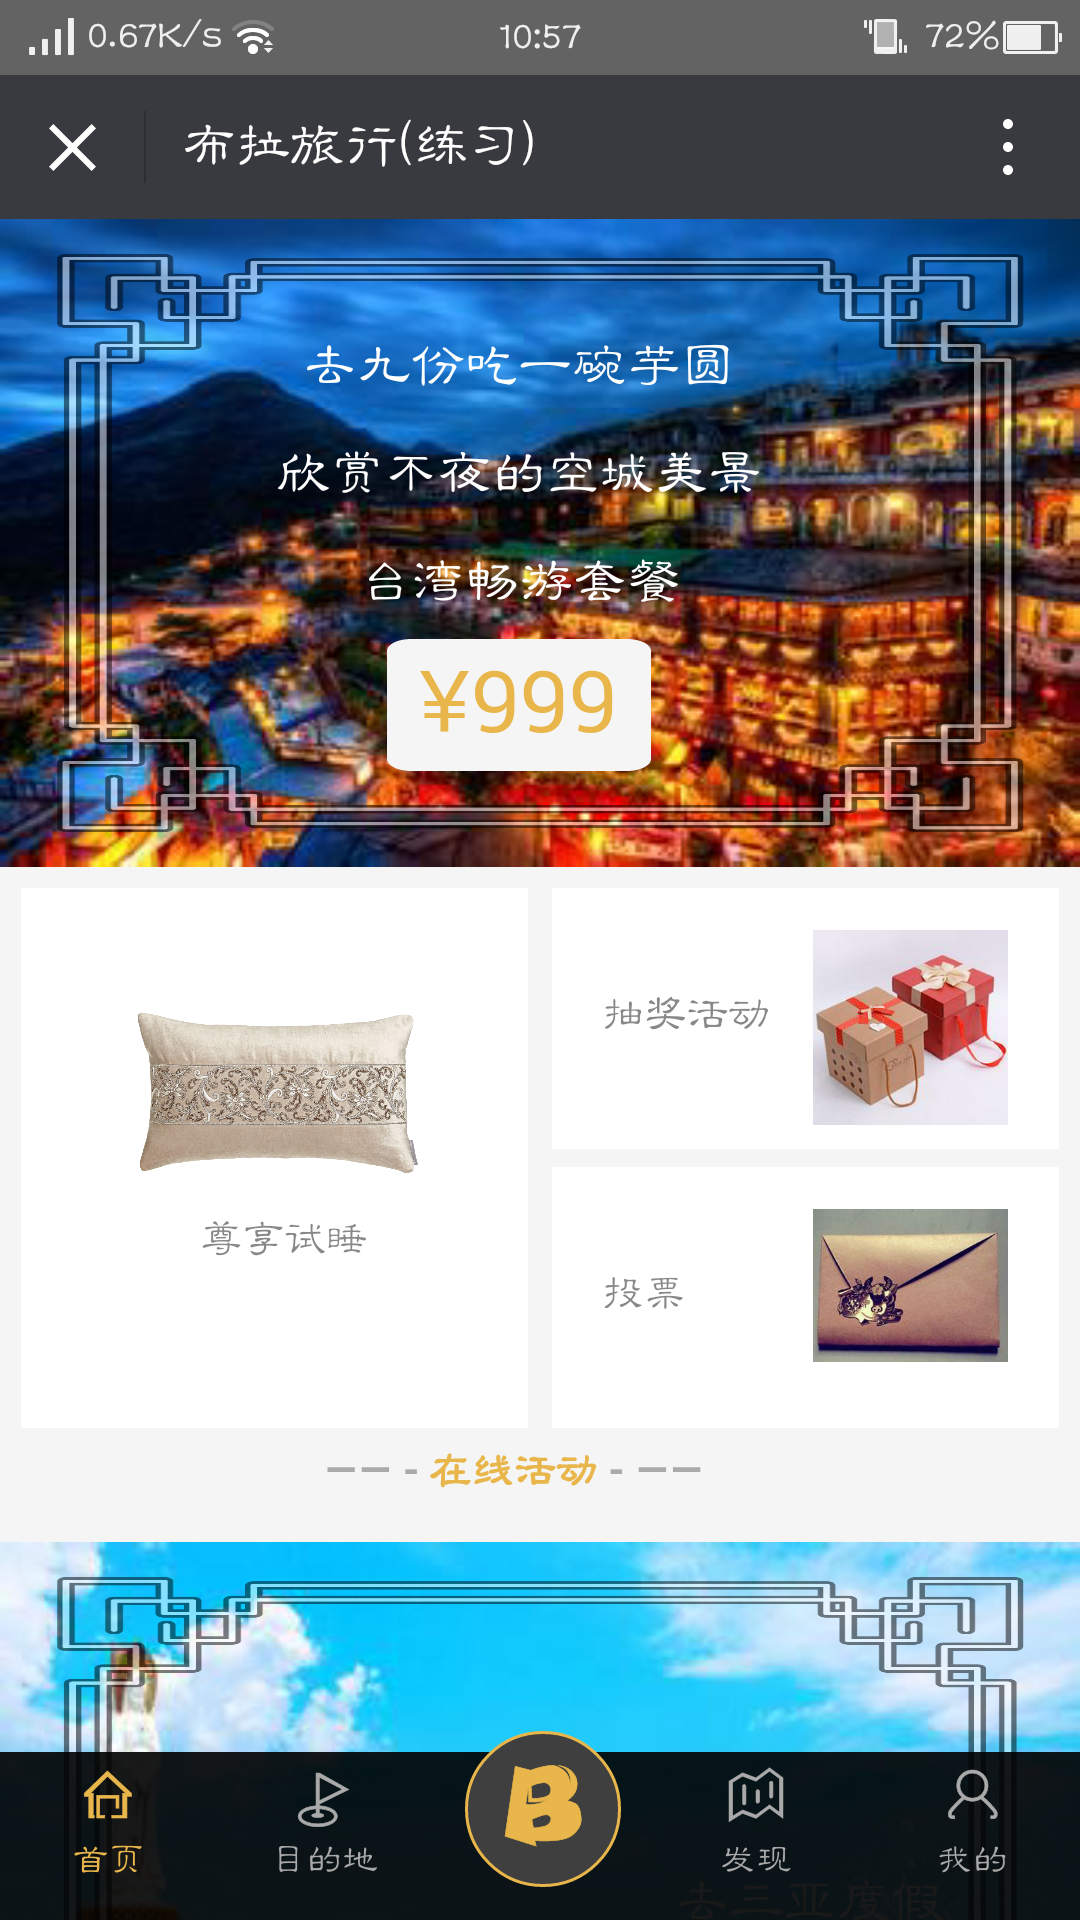 0.67K/s 10:57 72%
布拉旅行(练习)
去九份吃一碗芋圆
欣赏不夜的空城美景
台湾畅游套餐
¥999
抽奖活动
尊享试睡
投票
—— - 在线活动 - ——
去三亚度假
B
首页 目的地 发现 我的